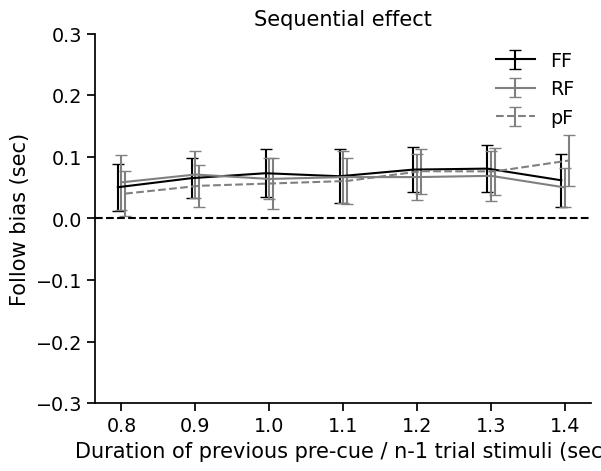 Sequential effect
0.3
0.2
0.1
0.0
−0.1
−0.2
−0.3
Follow bias (sec)
FF
RF
pF
0.8 0.9 1.0 1.1 1.2 1.3 1.4
Duration of previous pre-cue / n-1 trial stimuli (sec